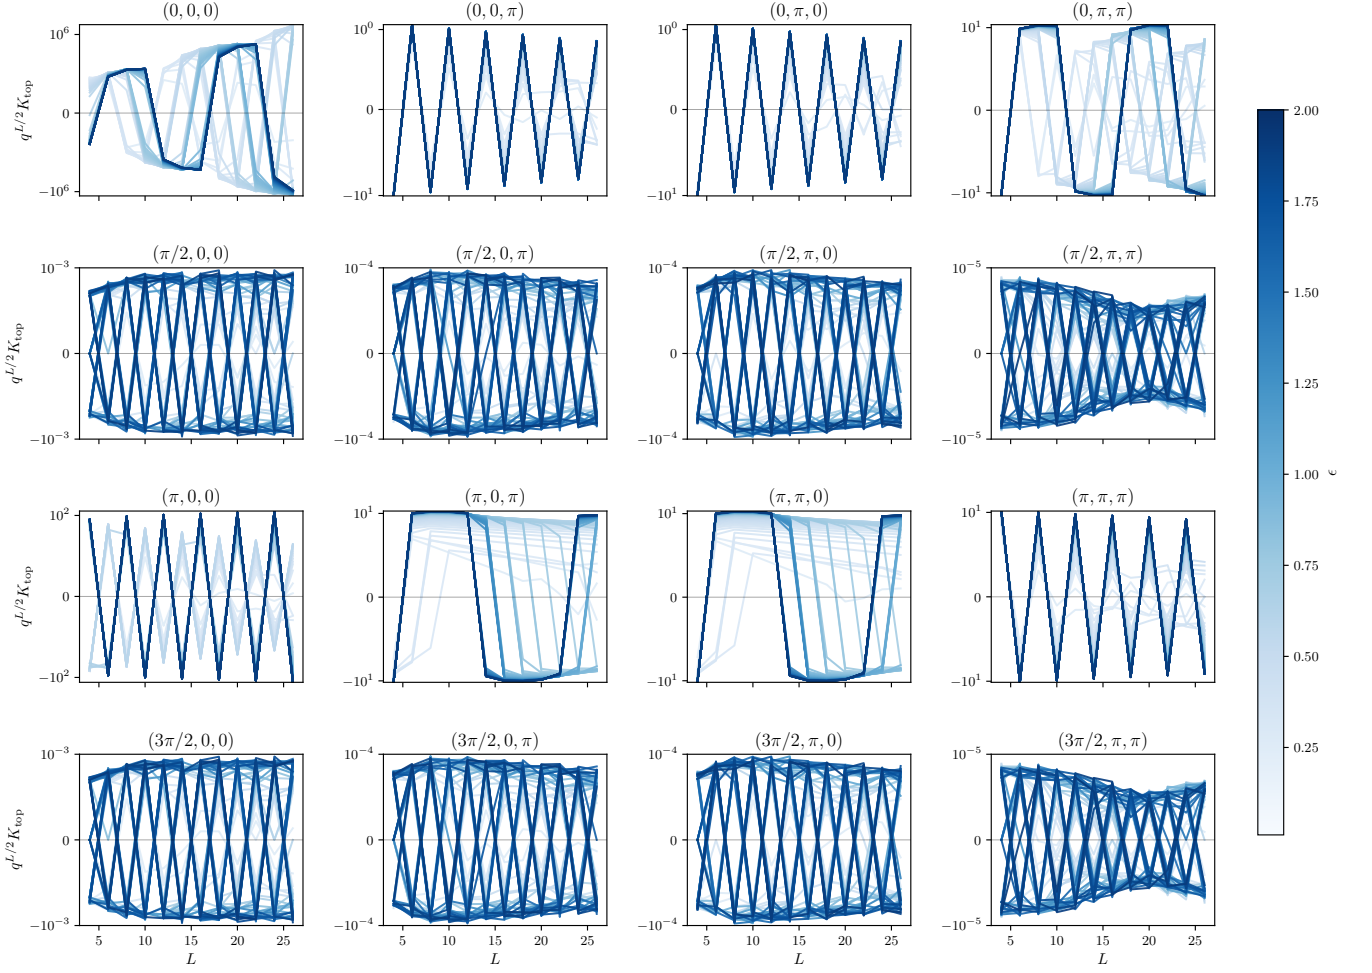 (0, 0, 0)
(0, 0, π)
(0, π, 0)
(0, π, π)
10^6
0
−10^6
q^{L/2}K_top
10^0
0
−10^1
10^0
0
−10^1
10^1
0
−10^1
(π/2, 0, 0)
(π/2, 0, π)
(π/2, π, 0)
(π/2, π, π)
10^−3
0
−10^−3
q^{L/2}K_top
10^−4
0
−10^−4
10^−4
0
−10^−4
10^−5
0
−10^−5
(π, 0, 0)
(π, 0, π)
(π, π, 0)
(π, π, π)
10^2
0
−10^2
q^{L/2}K_top
10^1
0
−10^1
10^1
0
−10^1
10^1
0
−10^1
(3π/2, 0, 0)
(3π/2, 0, π)
(3π/2, π, 0)
(3π/2, π, π)
10^−3
0
−10^−3
q^{L/2}K_top
10^−4
0
−10^−4
10^−4
0
−10^−4
10^−5
0
−10^−5
5 10 15 20 25
5 10 15 20 25
5 10 15 20 25
5 10 15 20 25
L
L
L
L
2.00
1.75
1.50
1.25
1.00
0.75
0.50
0.25
ϵ